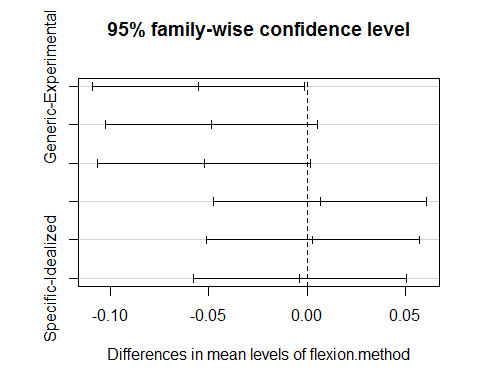 95% family-wise confidence level
Generic-Experimental
Specific-Idealized
-0.10 -0.05 0.00 0.05
Differences in mean levels of flexion.method